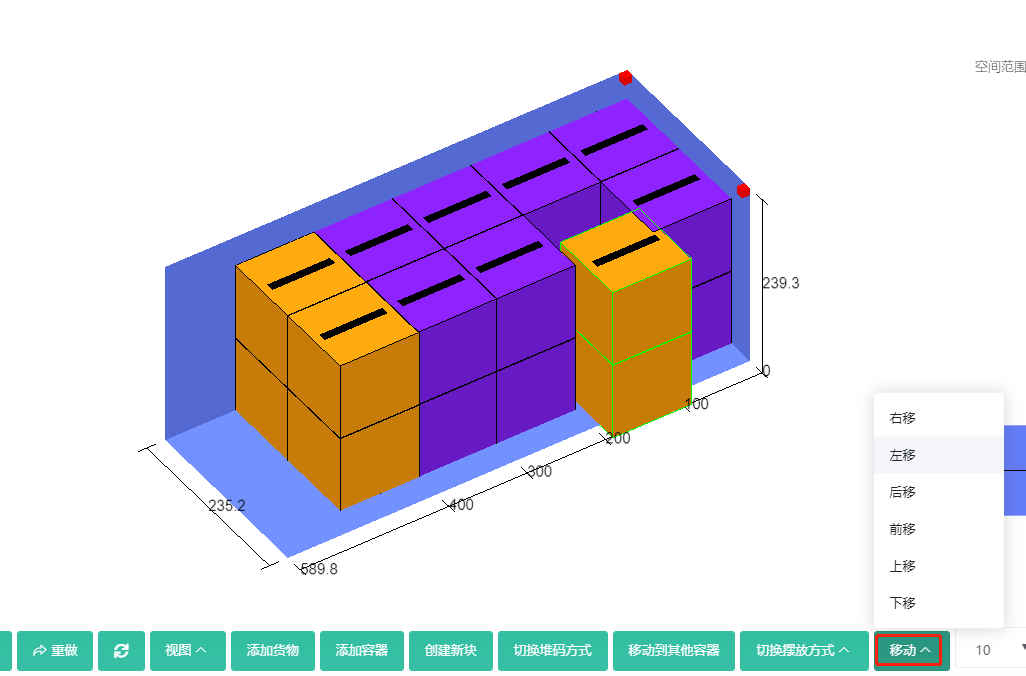 空间范围
239.3
0
100
200
300
400
235.2
589.8
右移
左移
后移
前移
上移
下移
重做
视图
添加货物
添加容器
创建新块
切换堆码方式
移动到其他容器
切换摆放方式
移动
10